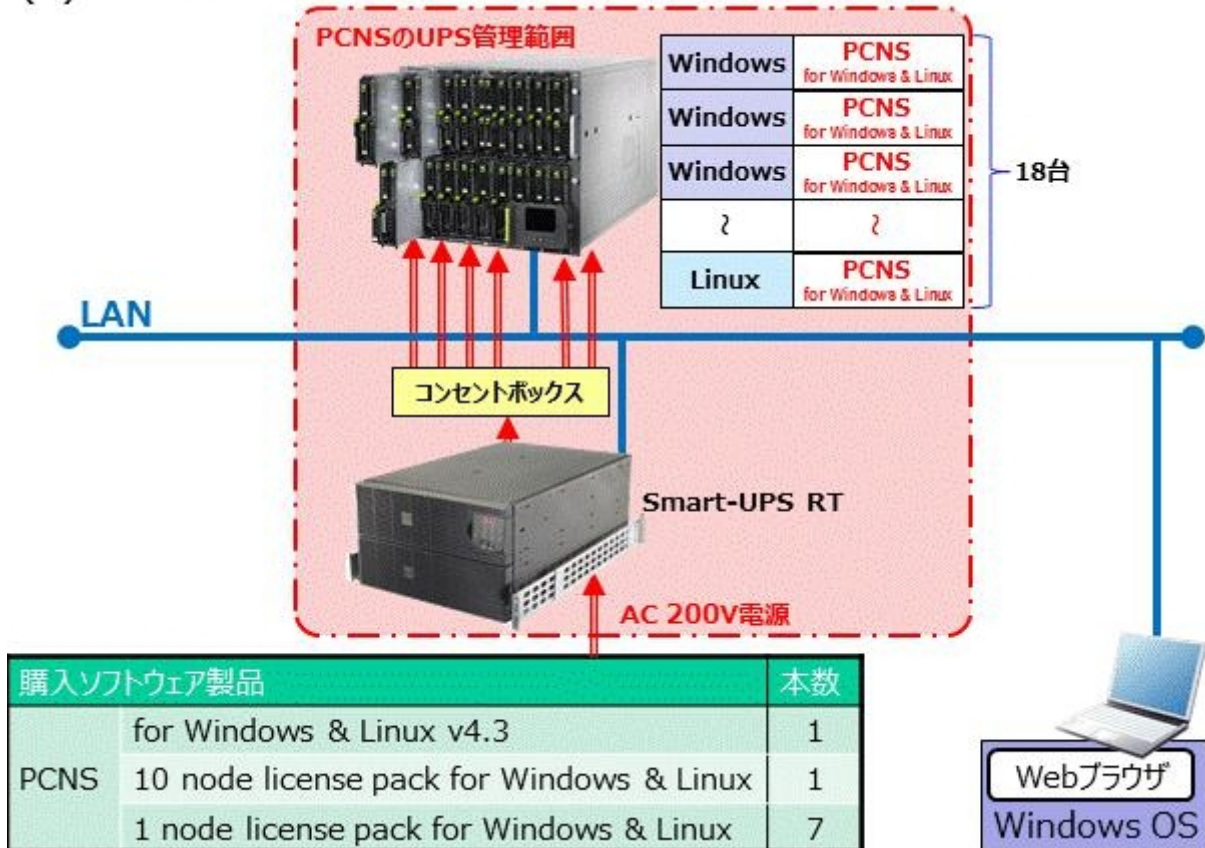 PCNSのUPS管理範囲
Windows
PCNS
for Windows & Linux
Windows
PCNS
for Windows & Linux
Windows
PCNS
for Windows & Linux
~
~
Linux
PCNS
for Windows & Linux
18台
LAN
コンセントボックス
Smart-UPS RT
AC 200V電源
購入ソフトウェア製品 本数
PCNS
for Windows & Linux v4.3 1
10 node license pack for Windows & Linux 1
1 node license pack for Windows & Linux 7
Webブラウザ
Windows OS